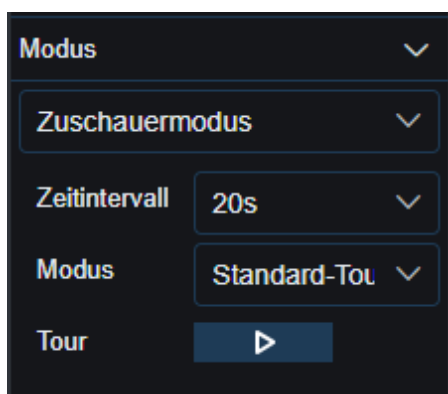 Modus
Zuschauermodus
Zeitintervall 20s
Modus Standard-Tou
Tour